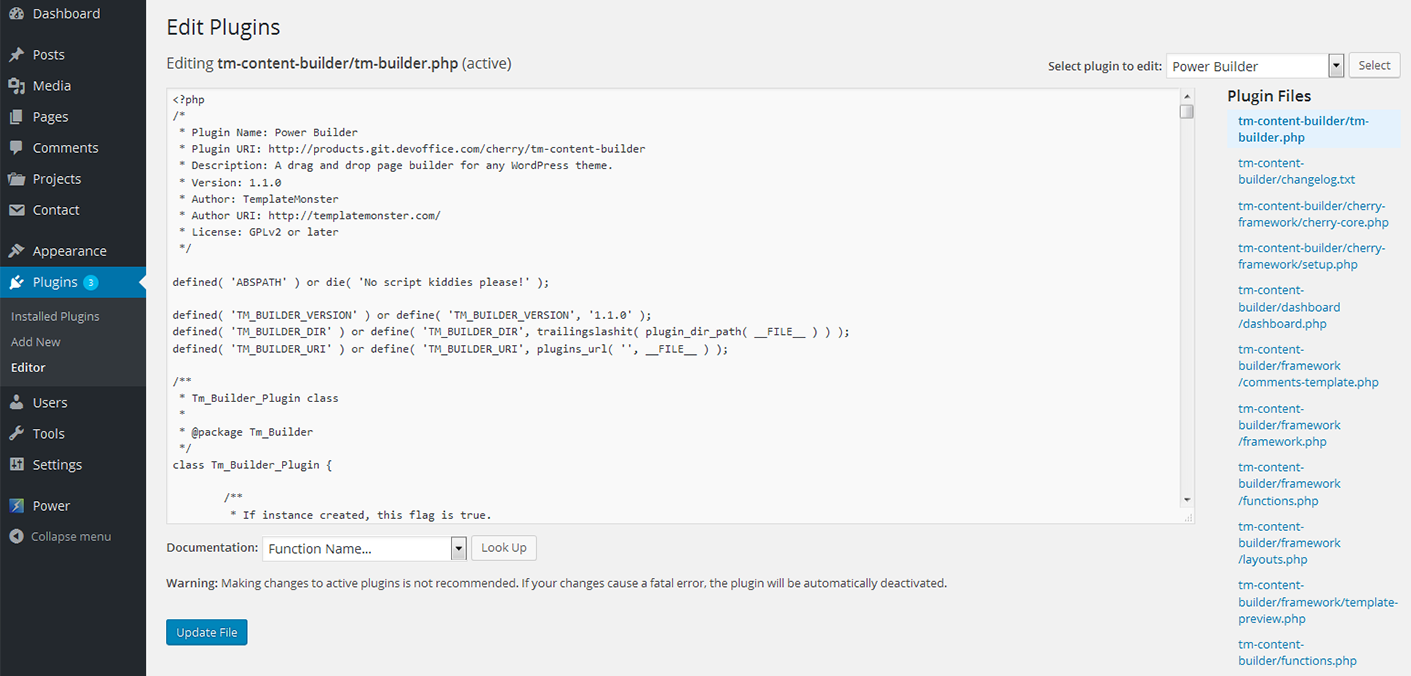 Dashboard
Posts
Media
Pages
Comments
Projects
Contact
Appearance
Plugins 3
Installed Plugins
Add New
Editor
Users
Tools
Settings
Power
Collapse menu
Edit Plugins
Editing tm-content-builder/tm-builder.php (active)
Select plugin to edit: Power Builder Select
<?php
/*
 * Plugin Name: Power Builder
 * Plugin URI: http://products.git.devoffice.com/cherry/tm-content-builder
 * Description: A drag and drop page builder for any WordPress theme.
 * Version: 1.1.0
 * Author: TemplateMonster
 * Author URI: http://templatemonster.com/
 * License: GPLv2 or later
 */
defined( 'ABSPATH' ) or die( 'No script kiddies please!' );
defined( 'TM_BUILDER_VERSION' ) or define( 'TM_BUILDER_VERSION', '1.1.0' );
defined( 'TM_BUILDER_DIR' ) or define( 'TM_BUILDER_DIR', trailingslashit( plugin_dir_path( __FILE__ ) ) );
defined( 'TM_BUILDER_URI' ) or define( 'TM_BUILDER_URI', plugins_url( '', __FILE__ ) );
/**
 * Tm_Builder_Plugin class
 *
 * @package Tm_Builder
 */
class Tm_Builder_Plugin {
/**
 * If instance created, this flag is true.
Documentation: Function Name... Look Up
Warning: Making changes to active plugins is not recommended. If your changes cause a fatal error, the plugin will be automatically deactivated.
Update File
Plugin Files
tm-content-builder/tm-
builder.php
tm-content-
builder/changelog.txt
tm-content-builder/cherry-
framework/cherry-core.php
tm-content-builder/cherry-
framework/setup.php
tm-content-
builder/dashboard
/dashboard.php
tm-content-
builder/framework
/comments-template.php
tm-content-
builder/framework
/framework.php
tm-content-
builder/framework
/functions.php
tm-content-
builder/framework
/layouts.php
tm-content-
builder/framework/template-
preview.php
tm-content-
builder/functions.php